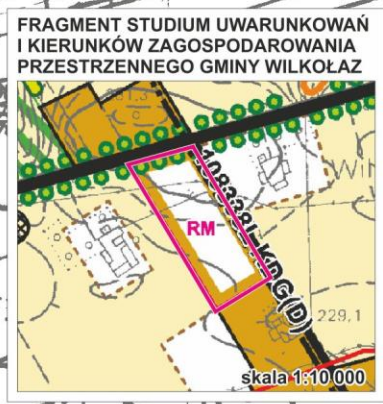 FRAGMENT STUDIUM UWARUNKOWAŃ
I KIERUNKÓW ZAGOSPODAROWANIA
PRZESTRZENNEGO GMINY WILKOŁAZ
RM
229,1
skala 1:10 000